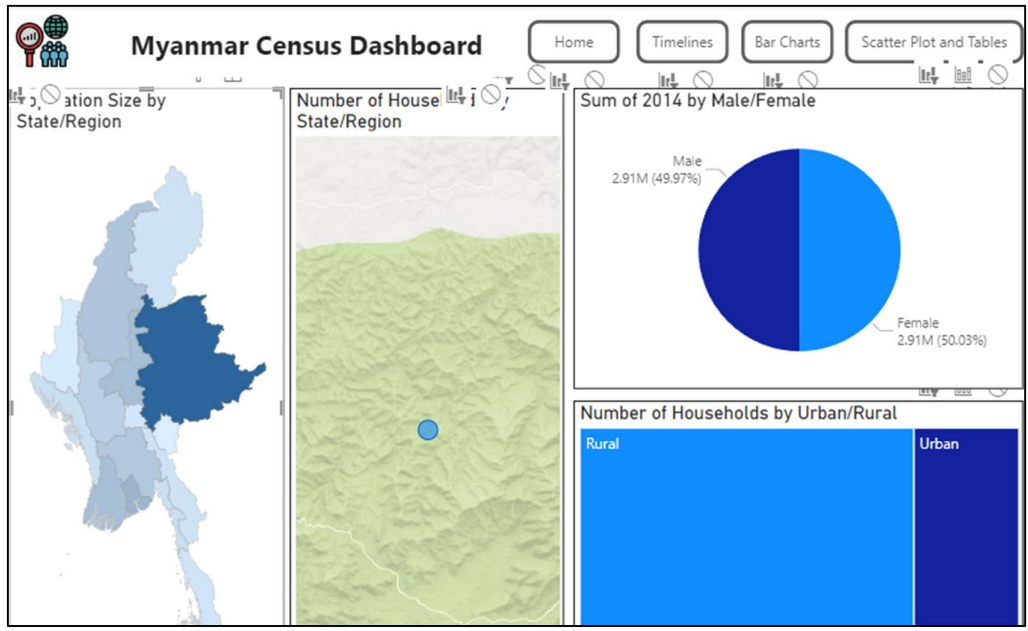 Myanmar Census Dashboard
Home
Timelines
Bar Charts
Scatter Plot and Tables
ation Size by
State/Region
Number of House
State/Region
Sum of 2014 by Male/Female
Male
2.91M (49.97%)
Female
2.91M (50.03%)
Number of Households by Urban/Rural
Rural
Urban